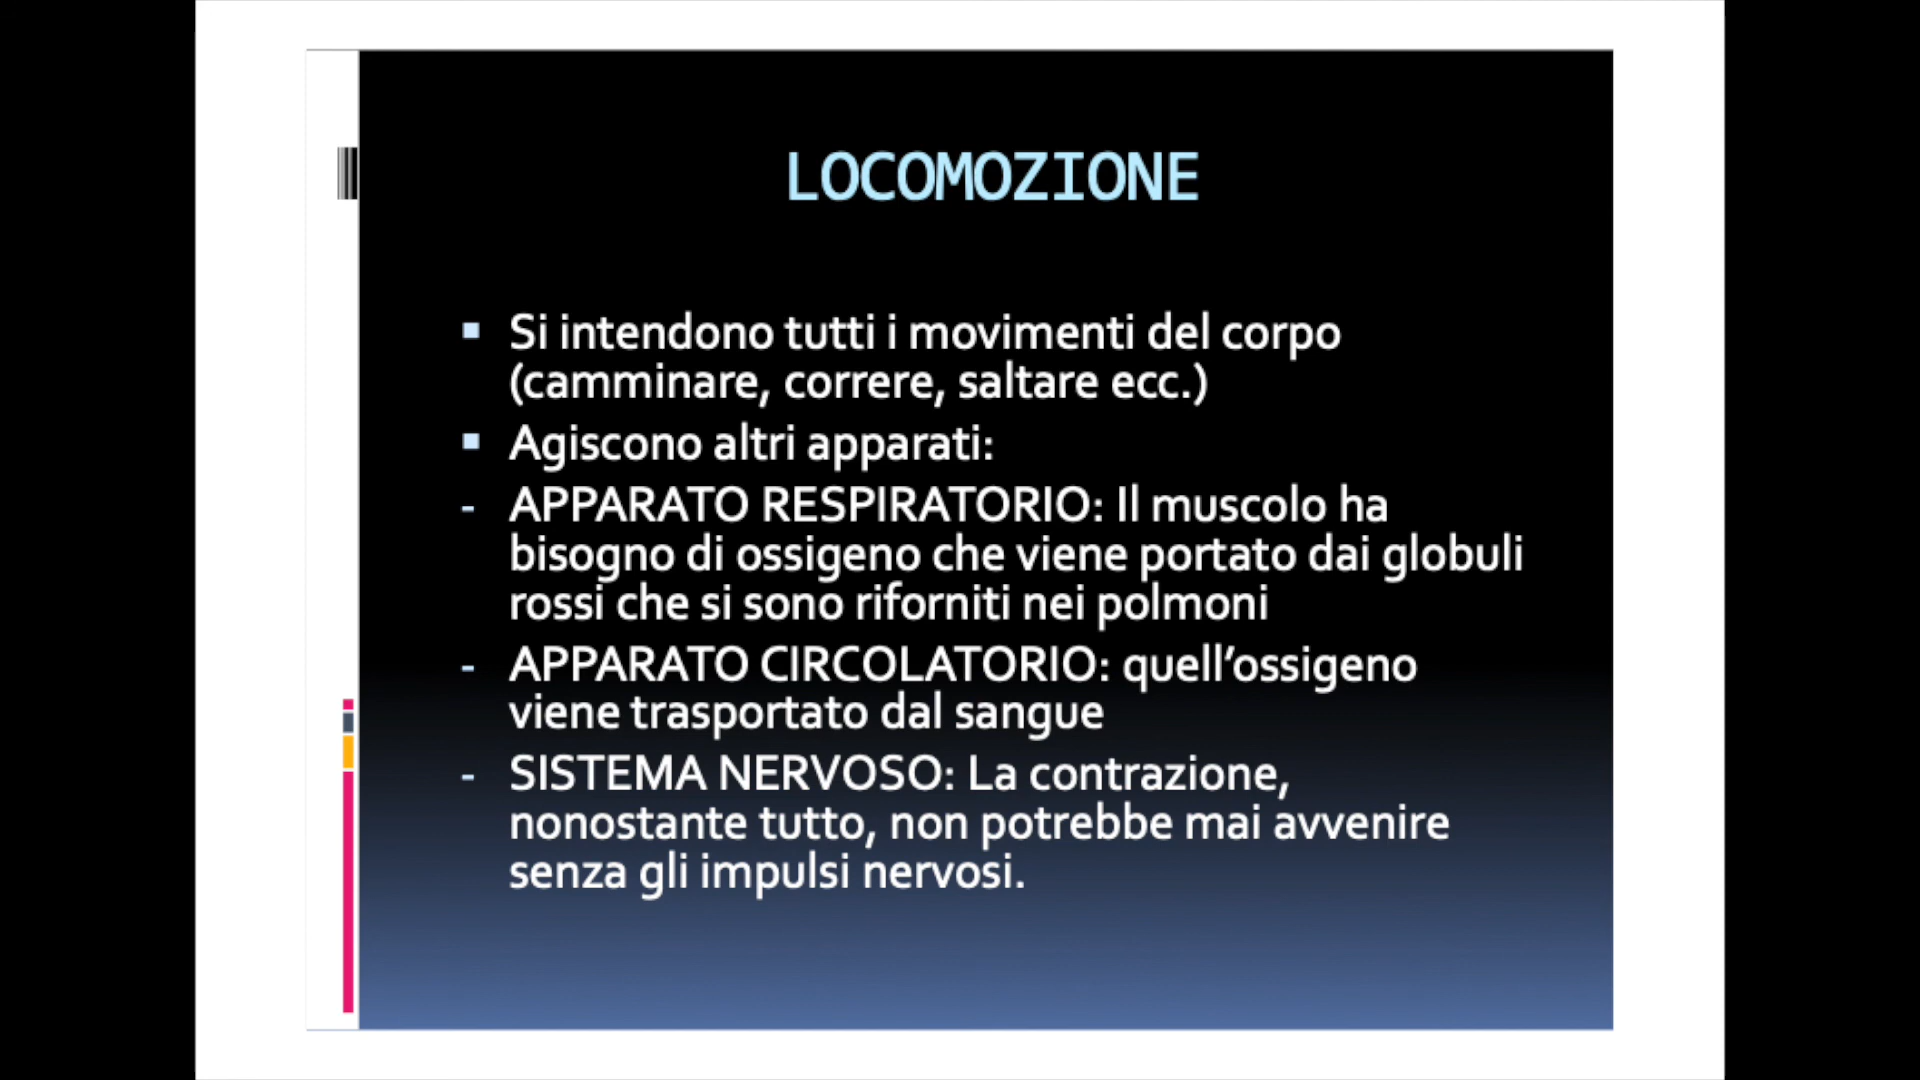 LOCOMOZIONE
▪ Si intendono tutti i movimenti del corpo
(camminare, correre, saltare ecc.)
▪ Agiscono altri apparati:
- APPARATO RESPIRATORIO: Il muscolo ha
bisogno di ossigeno che viene portato dai globuli
rossi che si sono riforniti nei polmoni
- APPARATO CIRCOLATORIO: quell’ossigeno
viene trasportato dal sangue
- SISTEMA NERVOSO: La contrazione,
nonostante tutto, non potrebbe mai avvenire
senza gli impulsi nervosi.